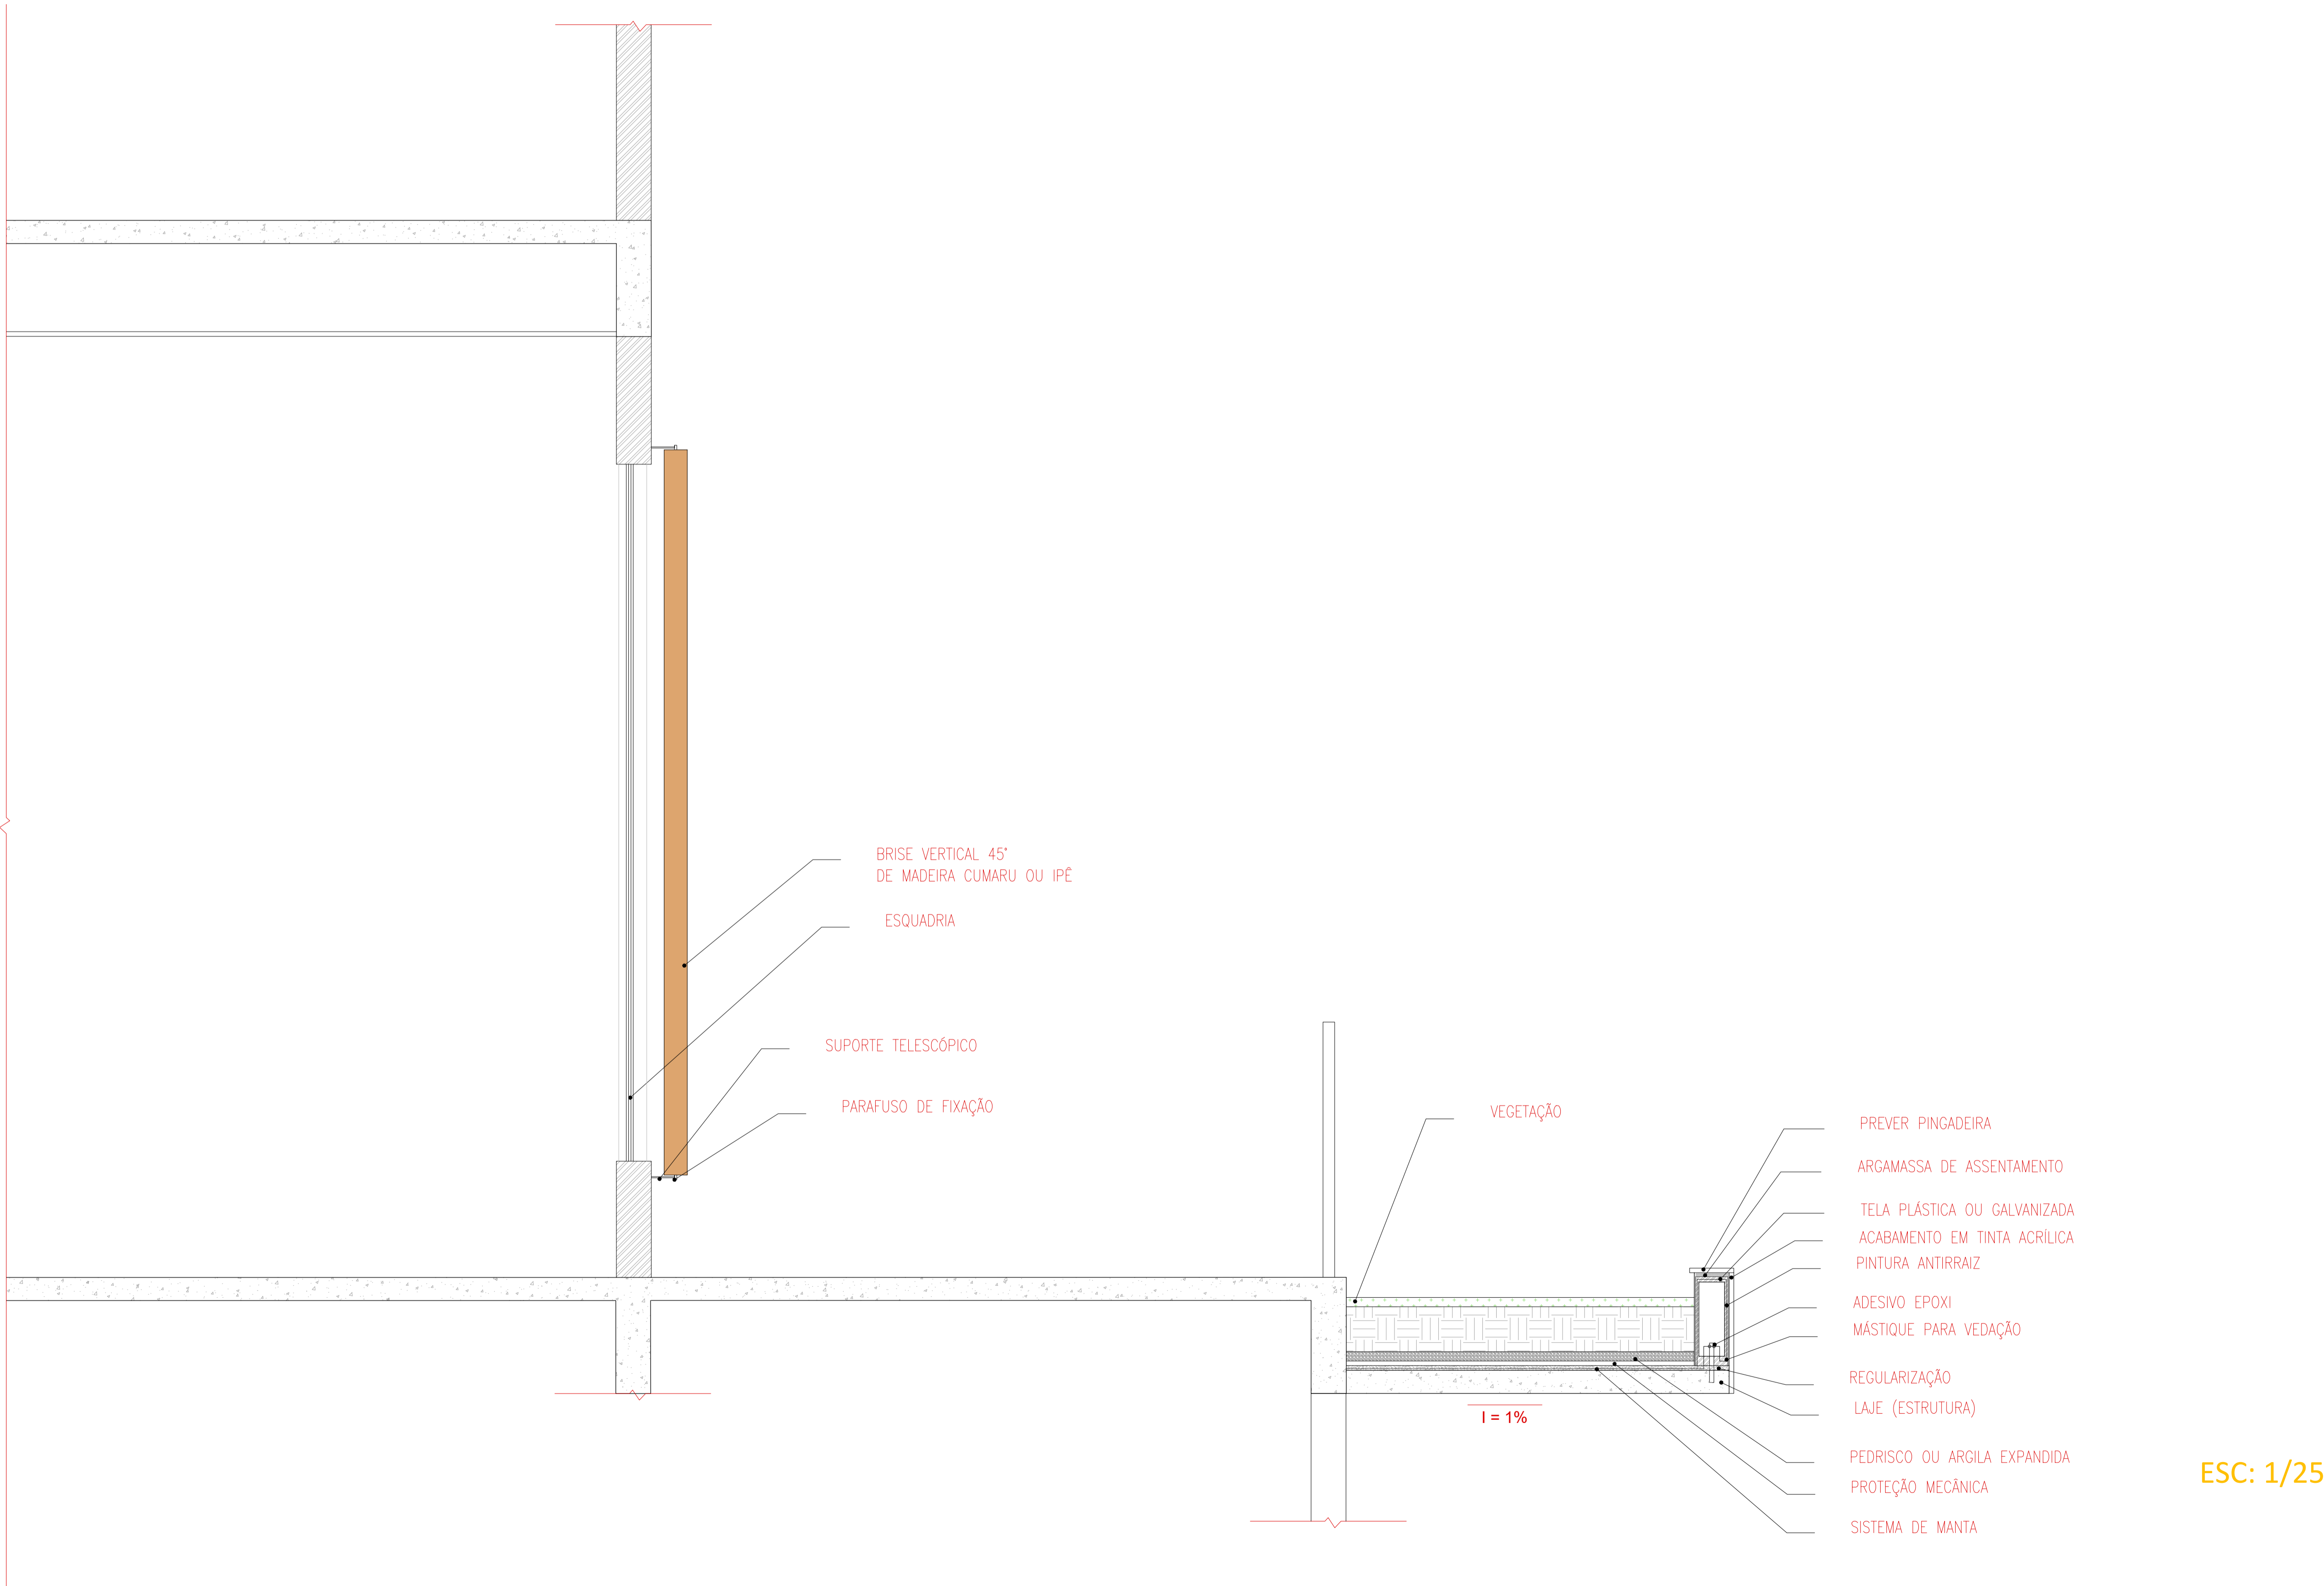 BRISE VERTICAL 45°
DE MADEIRA CUMARU OU IPÊ
ESQUADRIA
SUPORTE TELESCÓPICO
PARAFUSO DE FIXAÇÃO
VEGETAÇÃO
PREVER PINGADEIRA
ARGAMASSA DE ASSENTAMENTO
TELA PLÁSTICA OU GALVANIZADA
ACABAMENTO EM TINTA ACRÍLICA
PINTURA ANTIRRAIZ
ADESIVO EPOXI
MÁSTIQUE PARA VEDAÇÃO
REGULARIZAÇÃO
LAJE (ESTRUTURA)
I = 1%
PEDRISCO OU ARGILA EXPANDIDA
PROTEÇÃO MECÂNICA
SISTEMA DE MANTA
ESC: 1/25